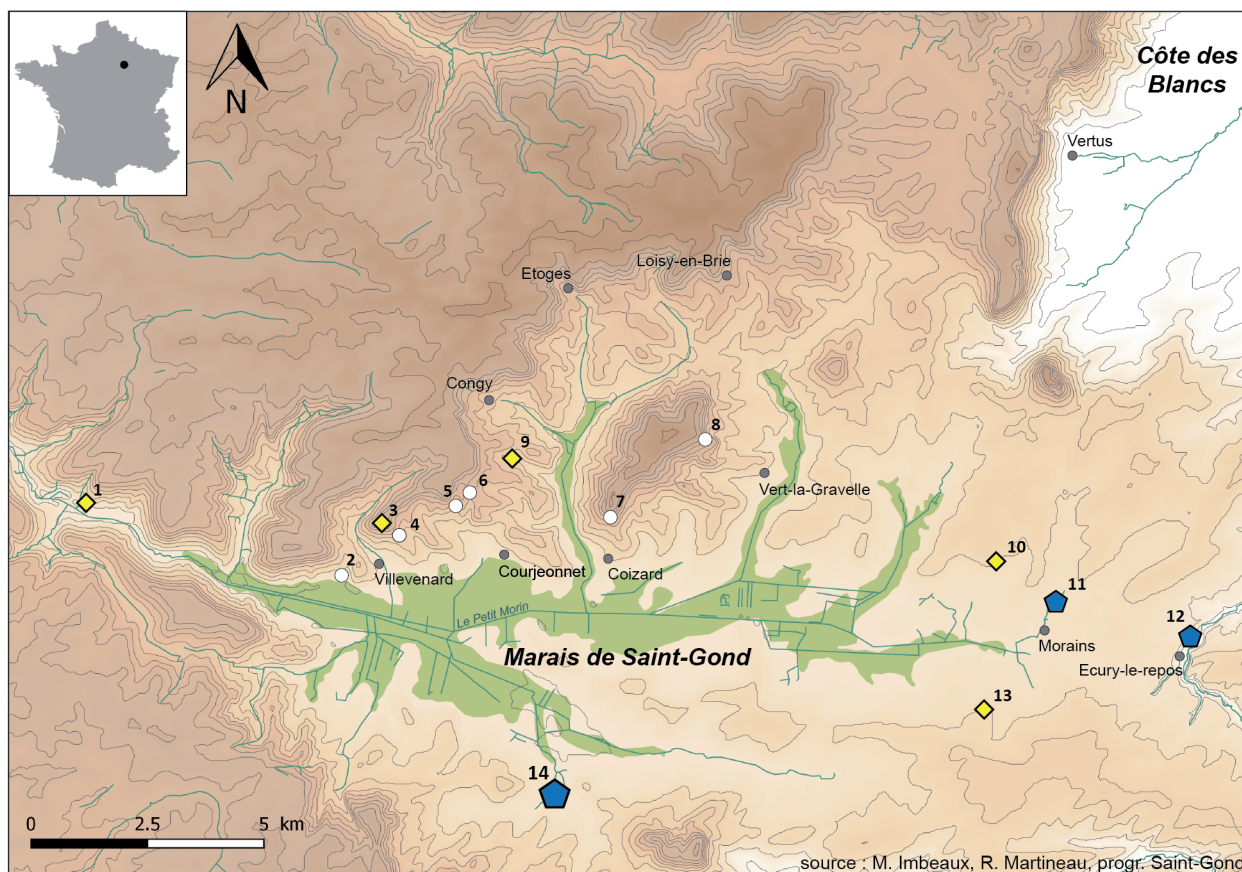 Côte des
Blancs
N
Vertus
Loisy-en-Brie
Etoges
Congy
8
9
Vert-la-Gravelle
6
5
1
7
3
4
10
Courjeonnet
Coizard
2
Villevenard
11
Le Petit Morin
12
Morains
Marais de Saint-Gond
Ecury-le-repos
13
14
0 2.5 5 km
source : M. Imbeaux, R. Martineau, progr. Saint-Gond